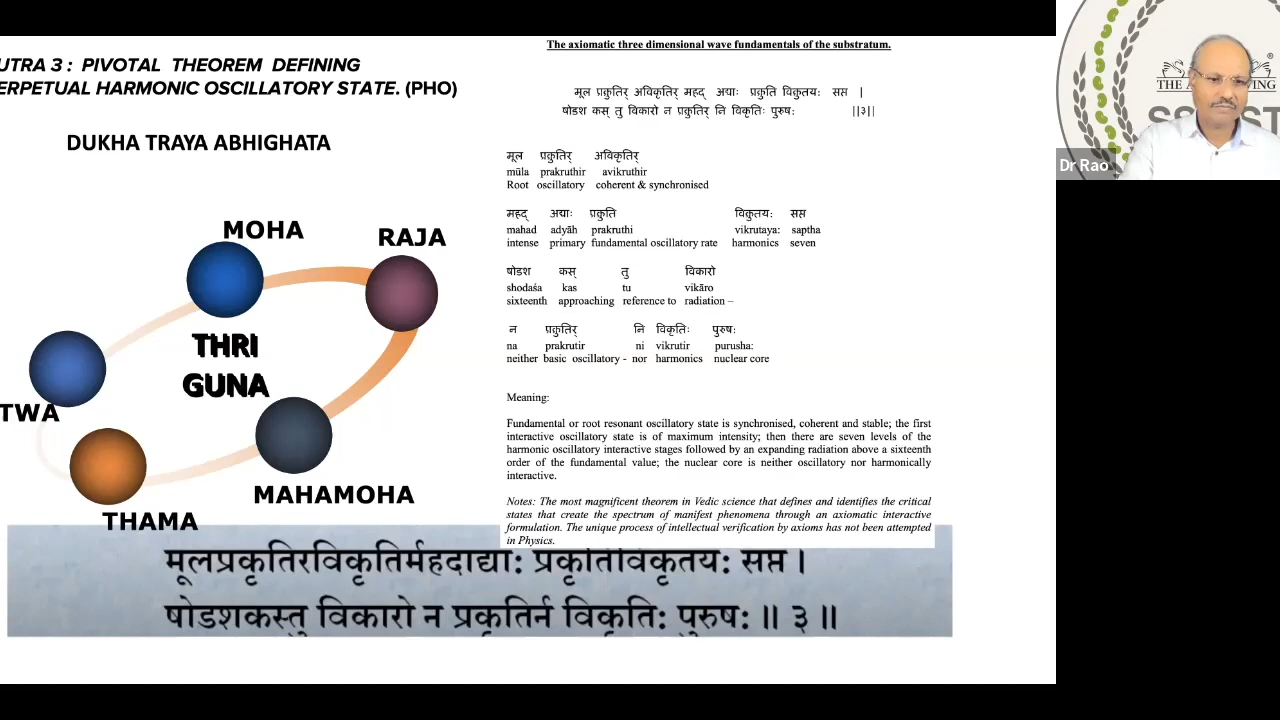 UTRA 3 : PIVOTAL THEOREM DEFINING
ERPETUAL HARMONIC OSCILLATORY STATE. (PHO)
DUKHA TRAYA ABHIGHATA
MOHA
RAJA
THRI
GUNA
TWA
MAHAMOHA
THAMA
The axiomatic three dimensional wave fundamentals of the substratum.
मूल प्रक्रुतिर् अविकृतिर् महद् अद्याः प्रक्रुति विकुतयः सप्त |
षोडश कस् तु विकारो न प्रक्रुतिर् नि विकृतिः पुरुषः ||३||
मूल प्रक्रुतिर् अविकृतिर्
mūla prakruthir avikruthir
Root oscillatory coherent & synchronised
महद् अद्याः प्रक्रुति विकुतयः सप्त
mahad adyāh prakruthi vikrutaya: saptha
intense primary fundamental oscillatory rate harmonics seven
षोडश कस् तु विकारो
shodaśa kas tu vikāro
sixteenth approaching reference to radiation –
न प्रक्रुतिर् नि विकृतिः पुरुषः
na prakrutir ni vikrutir purusha:
neither basic oscillatory - nor harmonics nuclear core
Meaning:
Fundamental or root resonant oscillatory state is synchronised, coherent and stable; the first
interactive oscillatory state is of maximum intensity; then there are seven levels of the
harmonic oscillatory interactive stages followed by an expanding radiation above a sixteenth
order of the fundamental value; the nuclear core is neither oscillatory nor harmonically
interactive.
Notes: The most magnificent theorem in Vedic science that defines and identifies the critical
states that create the spectrum of manifest phenomena through an axiomatic interactive
formulation. The unique process of intellectual verification by axioms has not been attempted
in Physics.
मूलप्रकृतिरविकृतिर्महदाद्याः प्रकृतिविकृतयः सप्त ।
षोडशकस्तु विकारो न प्रकृतिर्न विकृतिः पुरुषः ॥ ३ ॥
Dr Rao